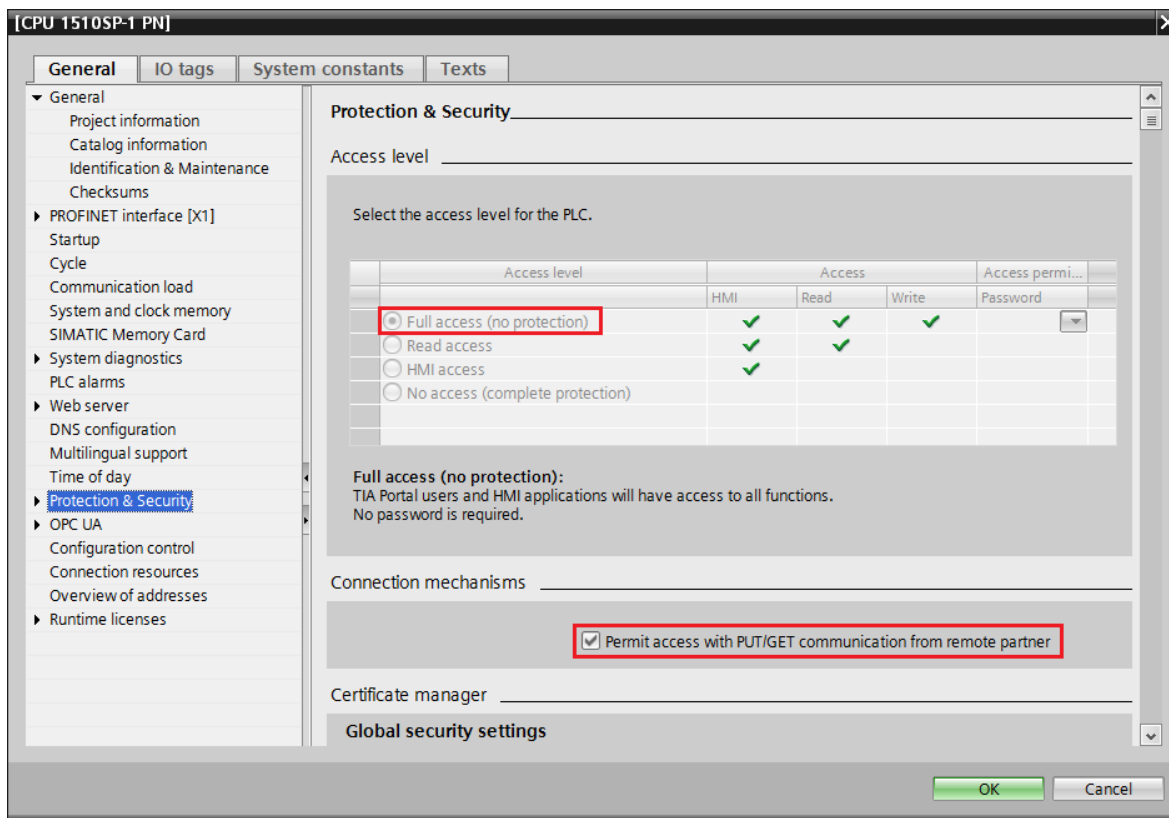 [CPU 1510SP-1 PN]
General IO tags System constants Texts
General
Project information
Catalog information
Identification & Maintenance
Checksums
PROFINET interface [X1]
Startup
Cycle
Communication load
System and clock memory
SIMATIC Memory Card
System diagnostics
PLC alarms
Web server
DNS configuration
Multilingual support
Time of day
Protection & Security
OPC UA
Configuration control
Connection resources
Overview of addresses
Runtime licenses
Protection & Security
Access level
Select the access level for the PLC.
Access level Access Access permi...
HMI Read Write Password
Full access (no protection)
Read access
HMI access
No access (complete protection)
Full access (no protection):
TIA Portal users and HMI applications will have access to all functions.
No password is required.
Connection mechanisms
Permit access with PUT/GET communication from remote partner
Certificate manager
Global security settings
OK Cancel